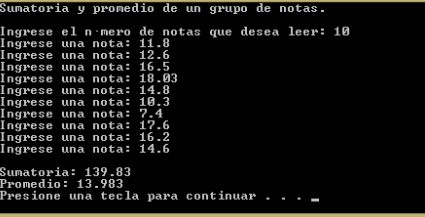 Sumatoria y promedio de un grupo de notas.
Ingrese el n·mero de notas que desea leer: 10
Ingrese una nota: 11.8
Ingrese una nota: 12.6
Ingrese una nota: 16.5
Ingrese una nota: 18.03
Ingrese una nota: 14.8
Ingrese una nota: 10.3
Ingrese una nota: 7.4
Ingrese una nota: 17.6
Ingrese una nota: 16.2
Ingrese una nota: 14.6
Sumatoria: 139.83
Promedio: 13.983
Presione una tecla para continuar . . . _